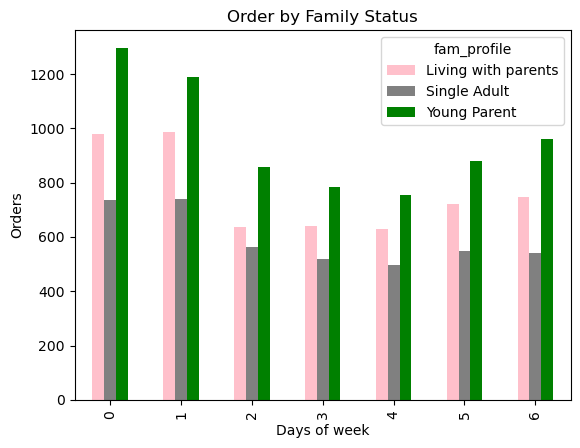 Order by Family Status
fam_profile
Living with parents
Single Adult
Young Parent
Orders
1200
1000
800
600
400
200
0
0 1 2 3 4 5 6
Days of week